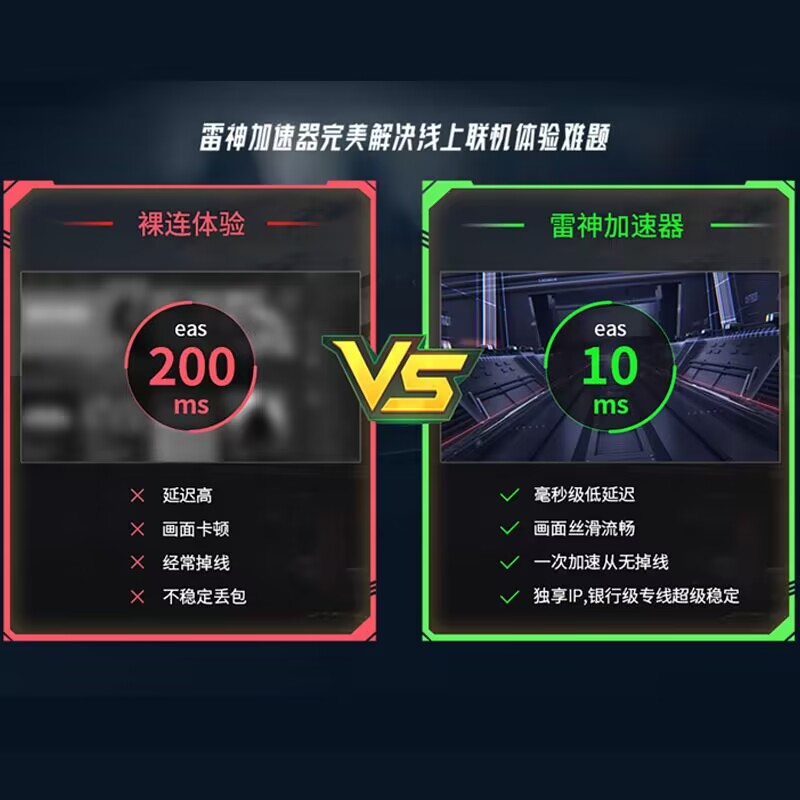 雷神加速器完美解决线上联机体验难题
裸连体验
eas
200
ms
× 延迟高
× 画面卡顿
× 经常掉线
× 不稳定丢包
VS
雷神加速器
eas
10
ms
✓ 毫秒级低延迟
✓ 画面丝滑流畅
✓ 一次加速从无掉线
✓ 独享IP,银行级专线超级稳定